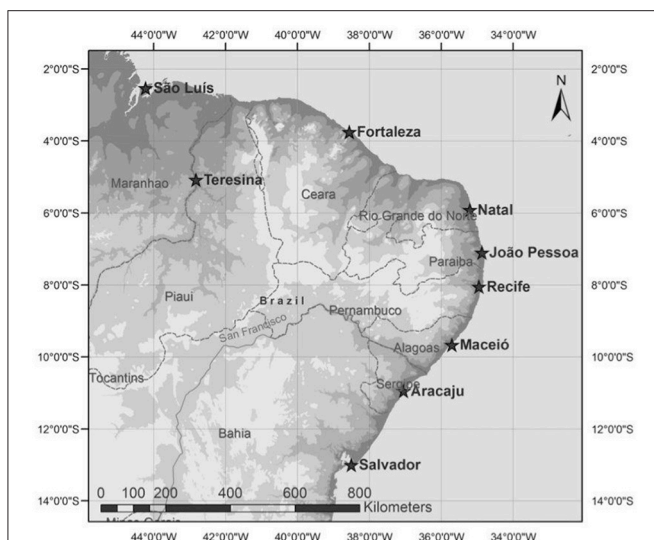 44°0'0"W 42°0'0"W 40°0'0"W 38°0'0"W 36°0'0"W 34°0'0"W
2°0'0"S 2°0'0"S
São Luís
N
Fortaleza
4°0'0"S 4°0'0"S
Maranhao
Teresina
Ceara
Natal
Rio Grande do Norte
6°0'0"S 6°0'0"S
João Pessoa
Paraiba
8°0'0"S 8°0'0"S
Recife
Piaui
Brazil
Pernambuco
San Francisco
Maceió
Alagoas
10°0'0"S 10°0'0"S
Tocantins
Sergipe
Aracaju
12°0'0"S 12°0'0"S
Bahia
Salvador
0 100 200 400 600 800
Kilometers
14°0'0"S 14°0'0"S
Minas Gerais
44°0'0"W 42°0'0"W 40°0'0"W 38°0'0"W 36°0'0"W 34°0'0"W